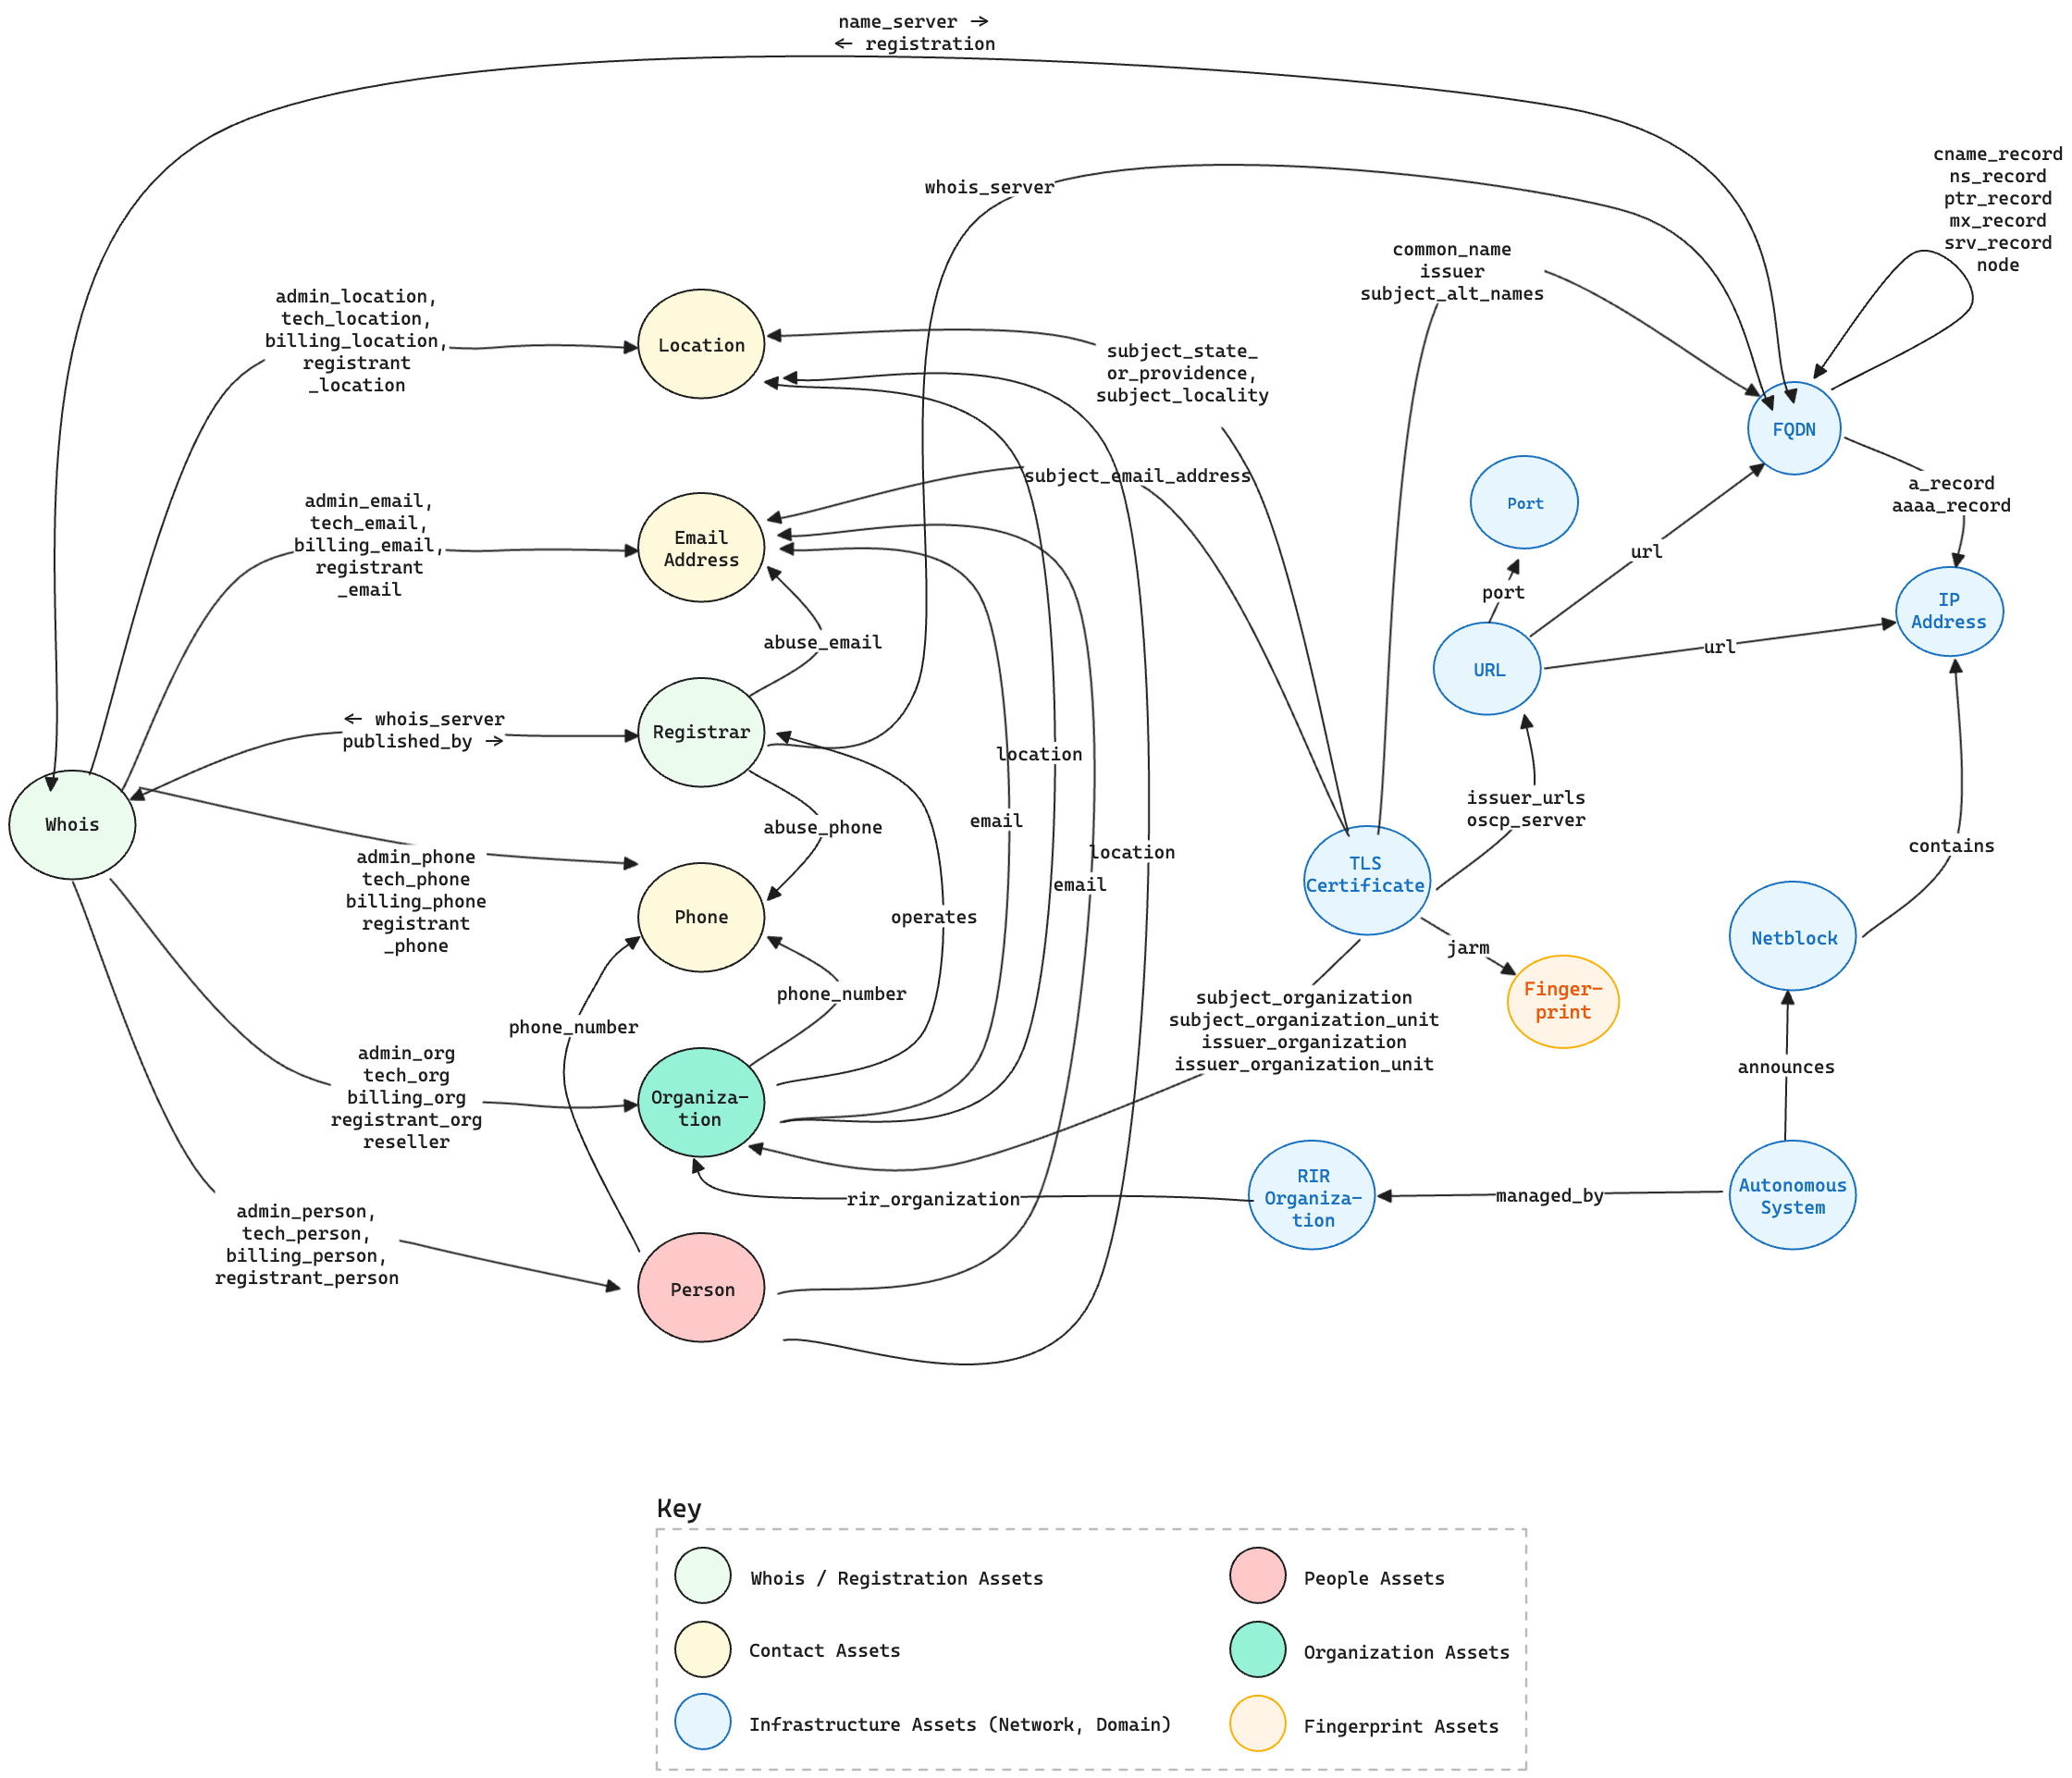 name_server →
← registration
cname_record
ns_record
ptr_record
mx_record
srv_record
node
whois_server
common_name
issuer
subject_alt_names
admin_location,
tech_location,
billing_location,
registrant
_location
Location
subject_state_
or_providence,
subject_locality
FQDN
a_record
aaaa_record
subject_email_address
Port
admin_email,
tech_email,
billing_email,
registrant
_email
Email
Address
url
port
IP
Address
abuse_email
url
URL
← whois_server
published_by →
Registrar
location
issuer_urls
oscp_server
Whois
abuse_phone
email
location
contains
admin_phone
tech_phone
billing_phone
registrant
_phone
TLS
Certificate
email
Phone
operates
Netblock
jarm
phone_number
Finger-
print
subject_organization
subject_organization_unit
issuer_organization
issuer_organization_unit
phone_number
admin_org
tech_org
billing_org
registrant_org
reseller
announces
Organiza-
tion
RIR
Organiza-
tion
managed_by
Autonomous
System
rir_organization
admin_person,
tech_person,
billing_person,
registrant_person
Person
Key
Whois / Registration Assets
People Assets
Contact Assets
Organization Assets
Infrastructure Assets (Network, Domain)
Fingerprint Assets